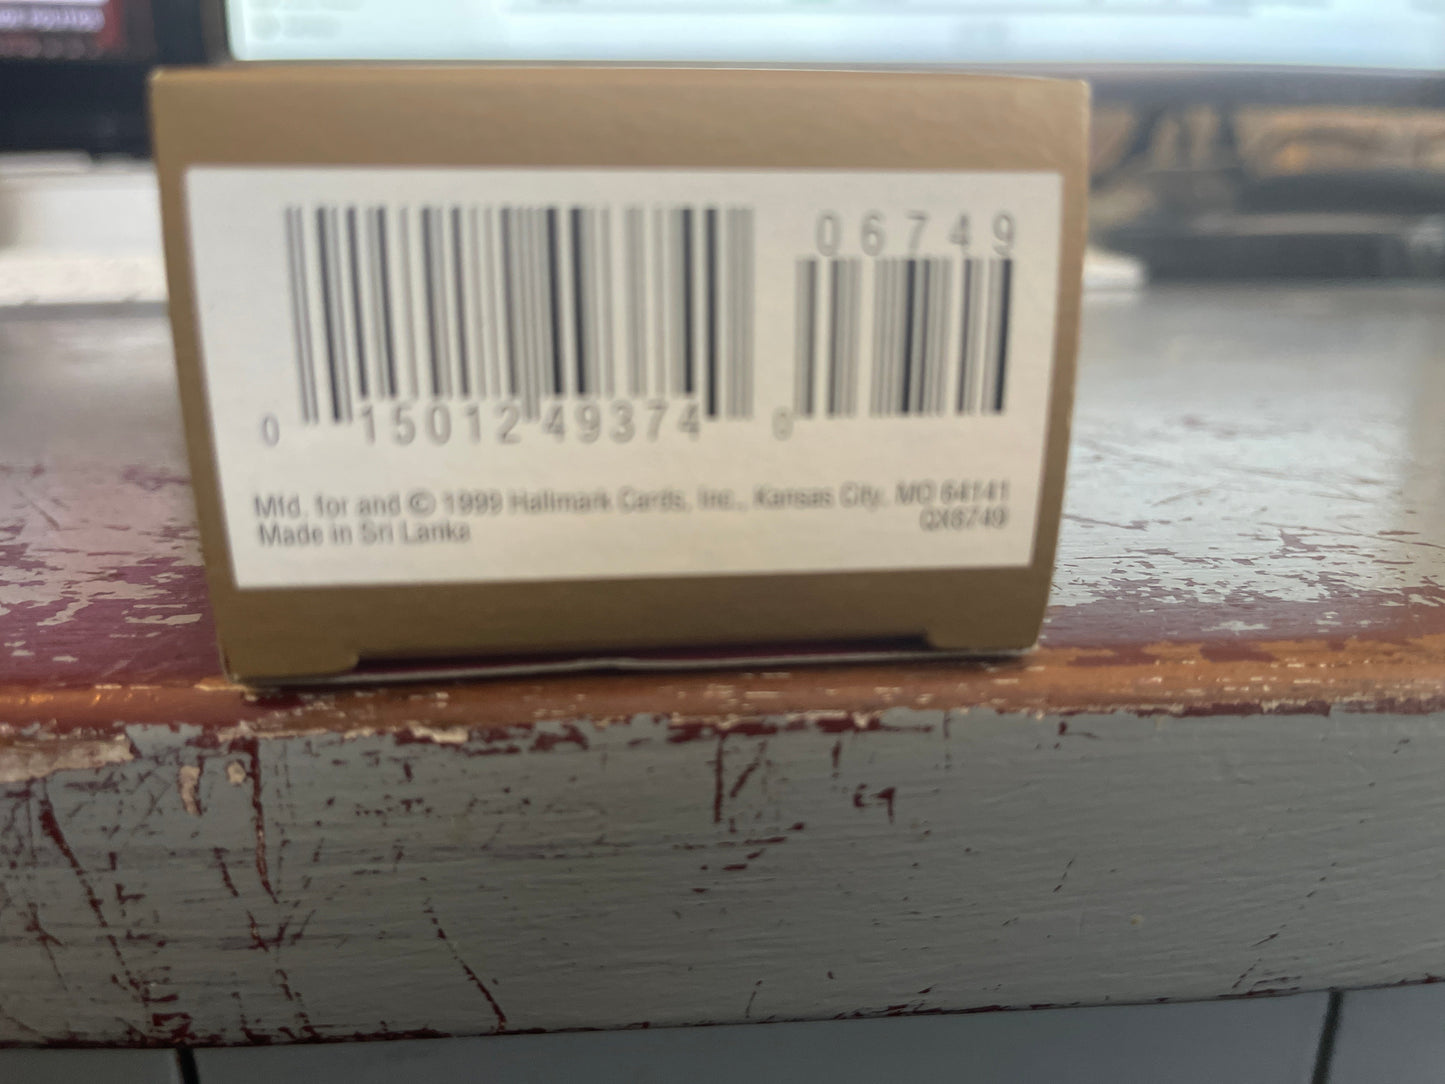 06749
0 15012 49374 0
Mfd. for and © 1999 Hallmark Cards, Inc., Kansas City, MO 64141
QX6749
Made in Sri Lanka